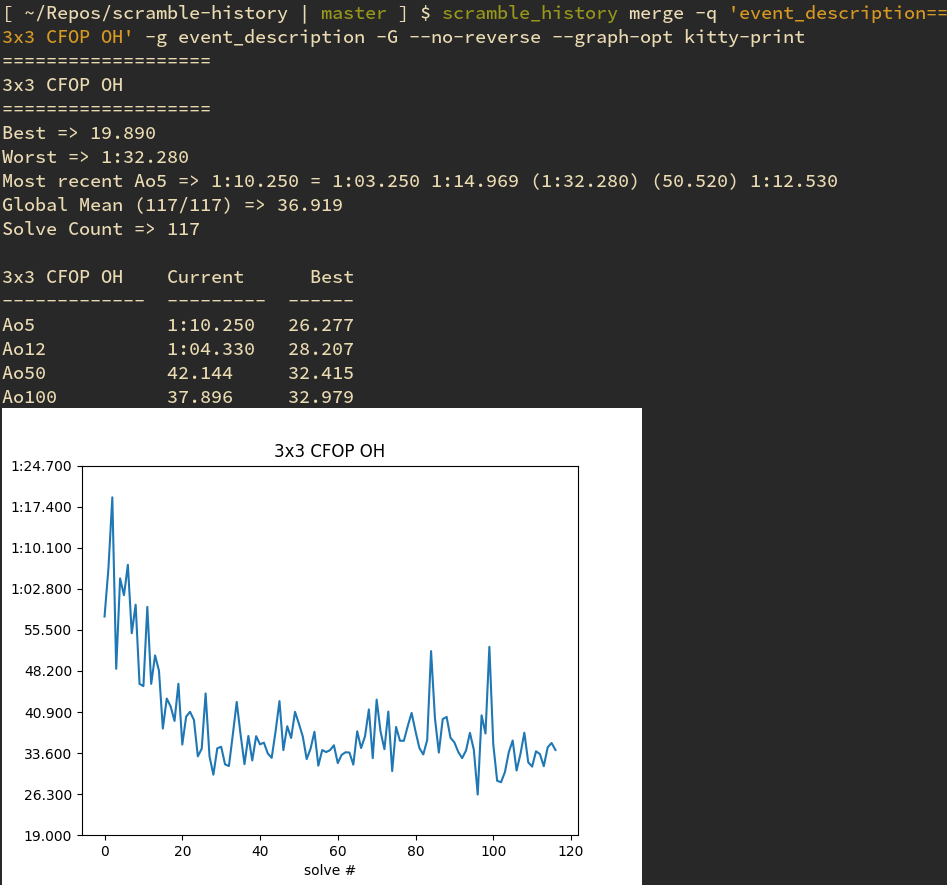 [ ~/Repos/scramble-history | master ] $ scramble_history merge -q 'event_description==
3x3 CFOP OH' -g event_description -G --no-reverse --graph-opt kitty-print
===================
3x3 CFOP OH
===================
Best => 19.890
Worst => 1:32.280
Most recent Ao5 => 1:10.250 = 1:03.250 1:14.969 (1:32.280) (50.520) 1:12.530
Global Mean (117/117) => 36.919
Solve Count => 117
3x3 CFOP OH    Current      Best
-------------  ---------  ------
Ao5            1:10.250   26.277
Ao12           1:04.330   28.207
Ao50           42.144     32.415
Ao100          37.896     32.979
3x3 CFOP OH
1:24.700
1:17.400
1:10.100
1:02.800
55.500
48.200
40.900
33.600
26.300
19.000
0 20 40 60 80 100 120
solve #